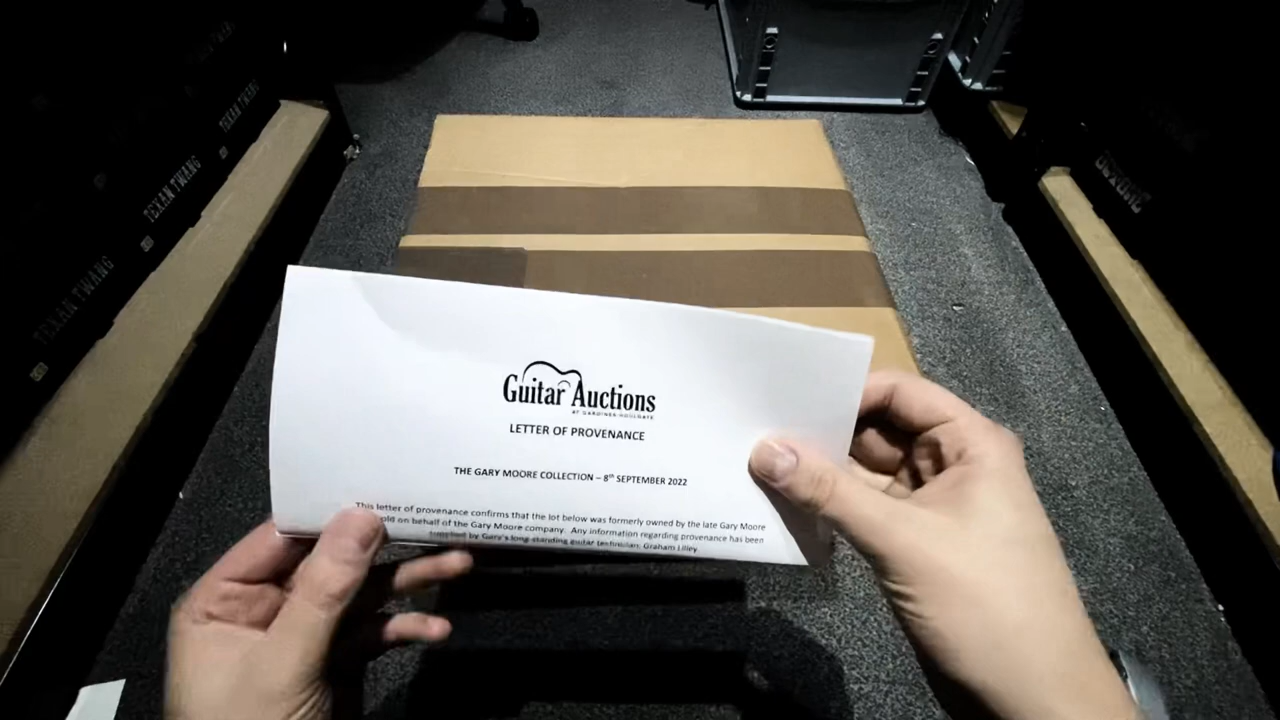 TEXAN TWANG
TEXAN TWANG
TEXAN TWANG
Guitar Auctions
AT GARDINER HOULGATE
LETTER OF PROVENANCE
THE GARY MOORE COLLECTION – 8th SEPTEMBER 2022
This letter of provenance confirms that the lot below was formerly owned by the late Gary Moore
old on behalf of the Gary Moore company. Any information regarding provenance has been
supplied by Gary's long-standing guitar technician, Graham Lilley